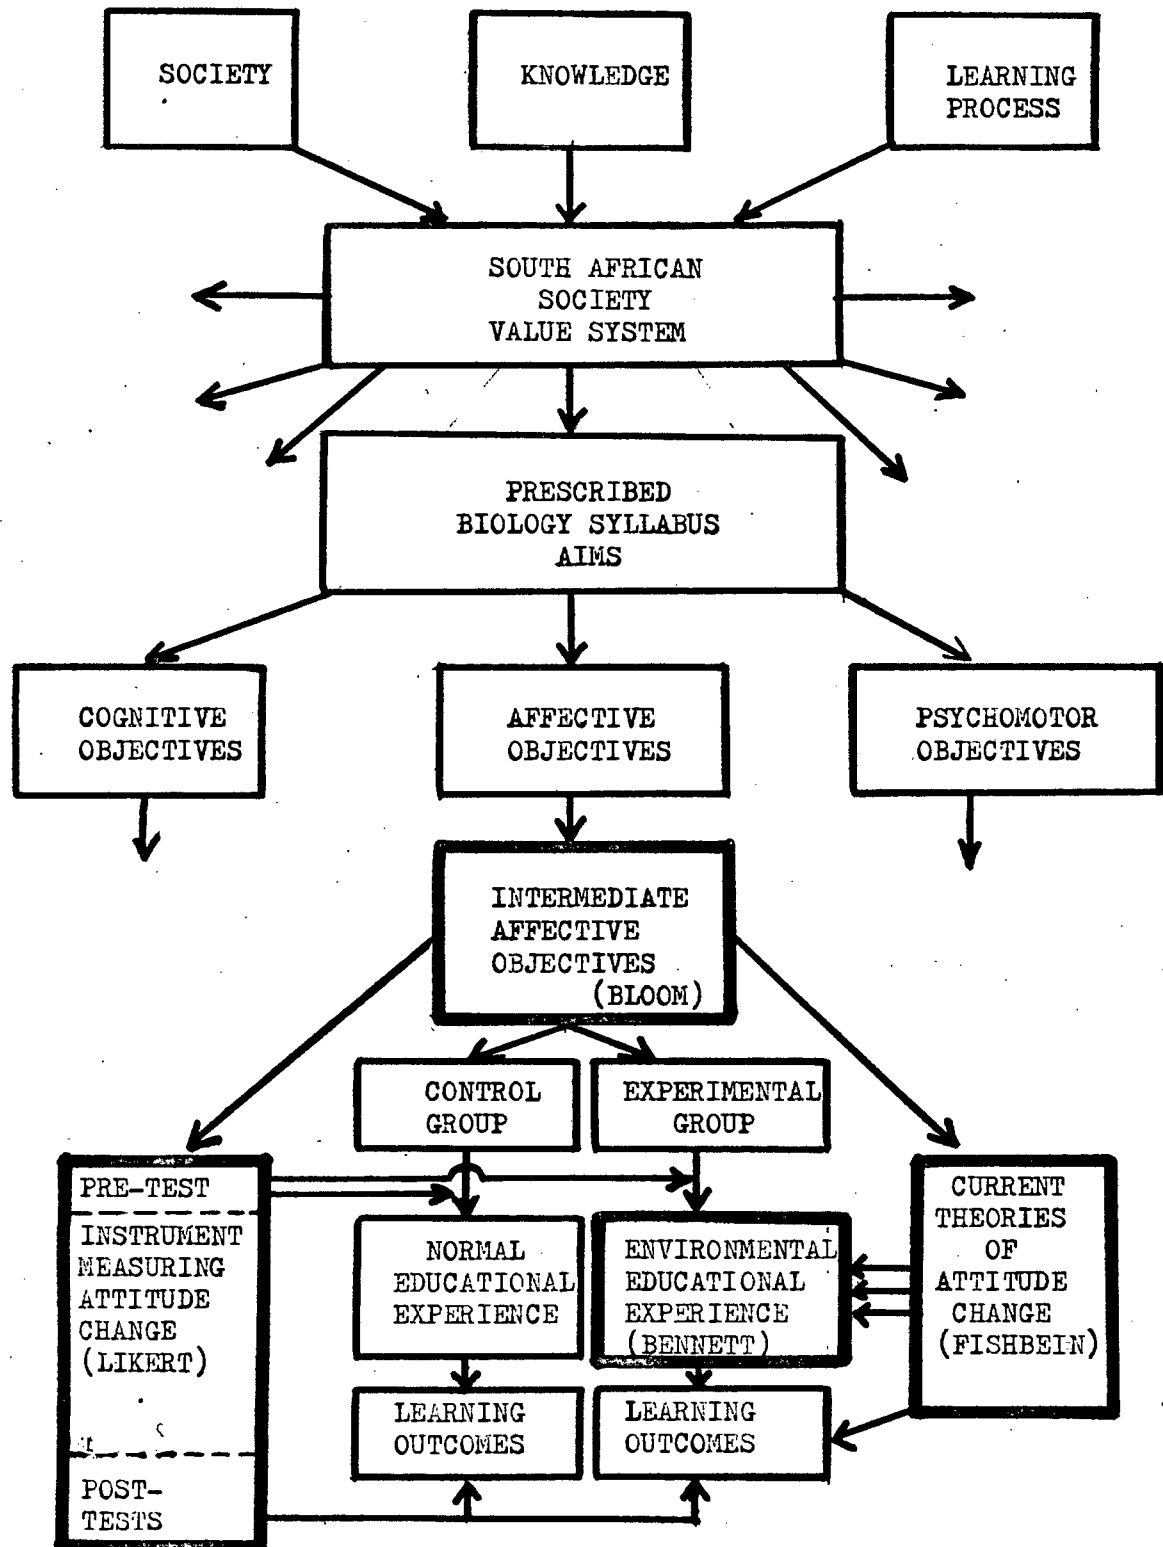 SOCIETY
KNOWLEDGE
LEARNING
PROCESS
SOUTH AFRICAN
SOCIETY
VALUE SYSTEM
PRESCRIBED
BIOLOGY SYLLABUS
AIMS
COGNITIVE
OBJECTIVES
AFFECTIVE
OBJECTIVES
PSYCHOMOTOR
OBJECTIVES
INTERMEDIATE
AFFECTIVE
OBJECTIVES
(BLOOM)
CONTROL
GROUP
EXPERIMENTAL
GROUP
PRE-TEST
INSTRUMENT
MEASURING
ATTITUDE
CHANGE
(LIKERT)
POST-
TESTS
NORMAL
EDUCATIONAL
EXPERIENCE
ENVIRONMENTAL
EDUCATIONAL
EXPERIENCE
(BENNETT)
CURRENT
THEORIES
OF
ATTITUDE
CHANGE
(FISHBEIN)
LEARNING
OUTCOMES
LEARNING
OUTCOMES